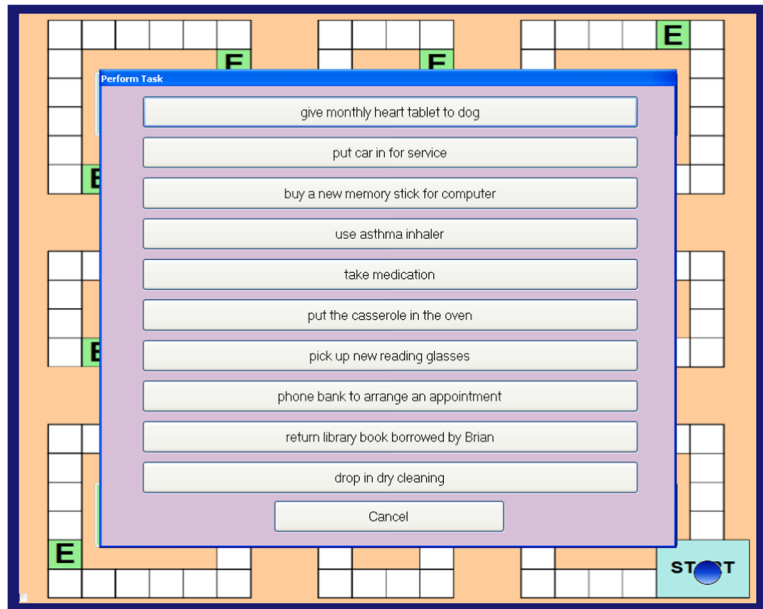 E
E
E
Perform Task
give monthly heart tablet to dog
put car in for service
E
buy a new memory stick for computer
use asthma inhaler
take medication
put the casserole in the oven
E
pick up new reading glasses
phone bank to arrange an appointment
return library book borrowed by Brian
drop in dry cleaning
Cancel
E
START